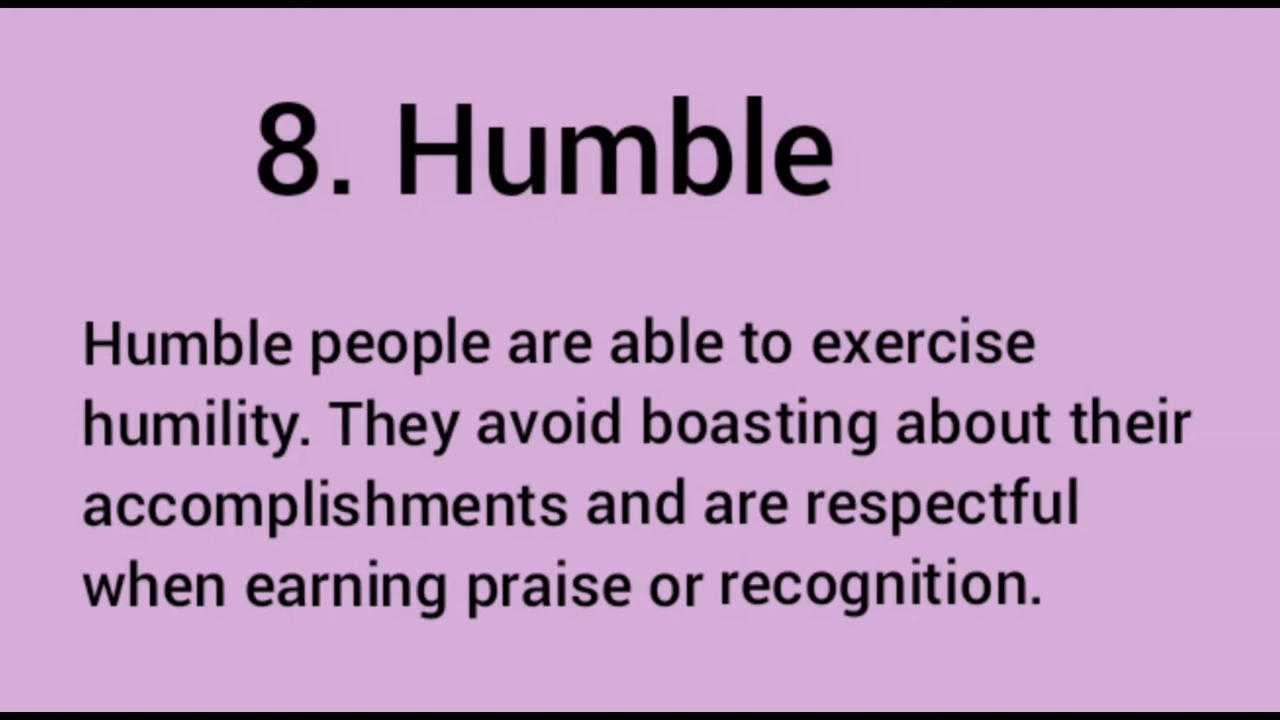 8. Humble
Humble people are able to exercise
humility. They avoid boasting about their
accomplishments and are respectful
when earning praise or recognition.